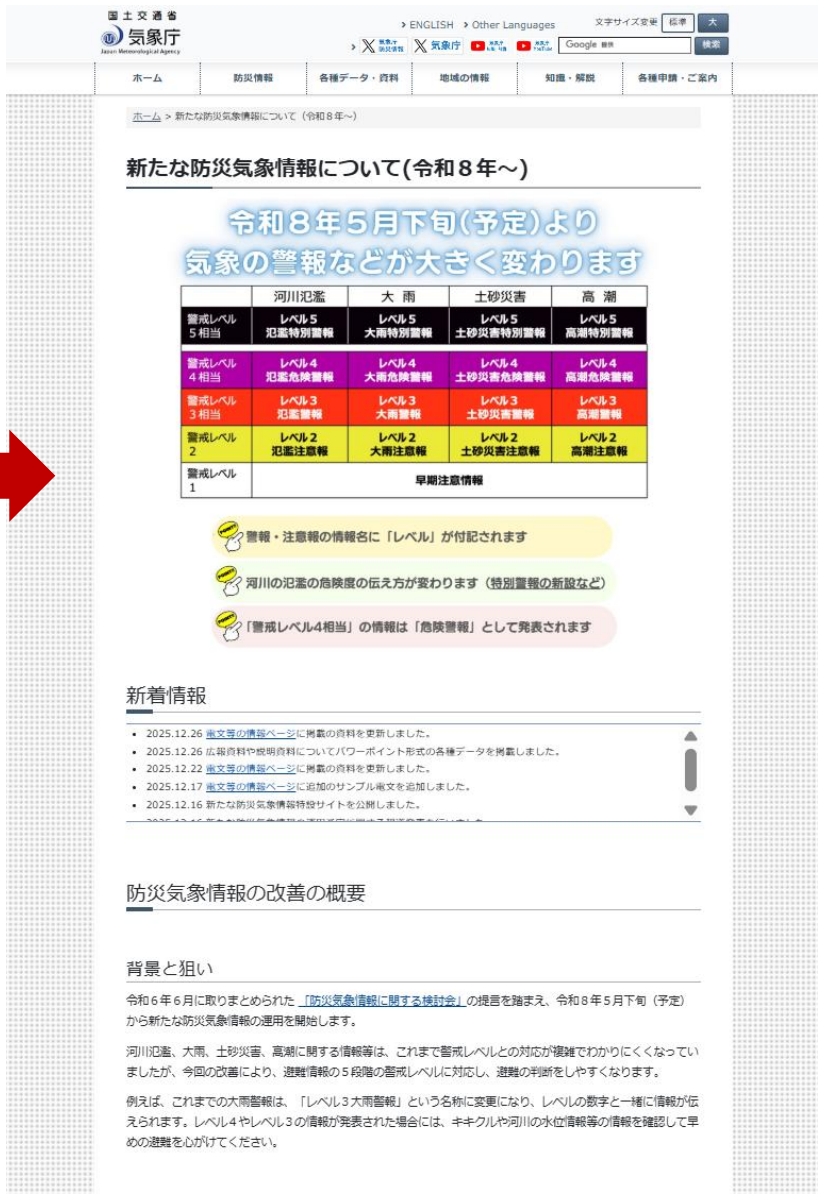 国土交通省
気象庁
Japan Meteorological Agency
ENGLISH Other Languages
文字サイズ変更 標準 大
気象庁 防災情報 気象庁 Google 提供 検索
ホーム 防災情報 各種データ・資料 地域の情報 知識・解説 各種申請・ご案内
ホーム > 新たな防災気象情報について（令和８年～）
新たな防災気象情報について(令和８年～)
令和８年５月下旬(予定)より
気象の警報などが大きく変わります
河川氾濫 大雨 土砂災害 高潮
警戒レベル
５相当
レベル５ 氾濫特別警報
レベル５ 大雨特別警報
レベル５ 土砂災害特別警報
レベル５ 高潮特別警報
警戒レベル
４相当
レベル４ 氾濫危険警報
レベル４ 大雨危険警報
レベル４ 土砂災害危険警報
レベル４ 高潮危険警報
警戒レベル
３相当
レベル３ 氾濫警報
レベル３ 大雨警報
レベル３ 土砂災害警報
レベル３ 高潮警報
警戒レベル
２
レベル２ 氾濫注意報
レベル２ 大雨注意報
レベル２ 土砂災害注意報
レベル２ 高潮注意報
警戒レベル
１
早期注意情報
POINT! 警報・注意報の情報名に「レベル」が付記されます
POINT! 河川の氾濫の危険度の伝え方が変わります（特別警報の新設など）
POINT! 「警戒レベル4相当」の情報は「危険警報」として発表されます
新着情報
2025.12.26 電文等の情報ページに掲載の資料を更新しました。
2025.12.26 広報資料や説明資料についてパワーポイント形式の各種データを掲載しました。
2025.12.22 電文等の情報ページに掲載の資料を更新しました。
2025.12.17 電文等の情報ページに追加のサンプル電文を追加しました。
2025.12.16 新たな防災気象情報特設サイトを公開しました。
防災気象情報の改善の概要
背景と狙い
令和６年６月に取りまとめられた「防災気象情報に関する検討会」の提言を踏まえ、令和８年５月下旬（予定）
から新たな防災気象情報の運用を開始します。
河川氾濫、大雨、土砂災害、高潮に関する情報等は、これまで警戒レベルとの対応が複雑でわかりにくくなってい
ましたが、今回の改善により、避難情報の５段階の警戒レベルに対応し、避難の判断をしやすくなります。
例えば、これまでの大雨警報は、「レベル３大雨警報」という名称に変更になり、レベルの数字と一緒に情報が伝
えられます。レベル４やレベル３の情報が発表された場合には、キキクルや河川の水位情報等の情報を確認して早
めの避難を心がけてください。